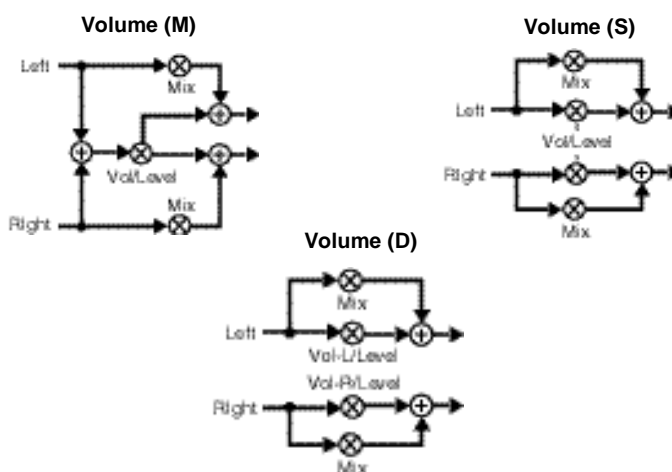 Volume (M)
Left
Mix
Vol/Level
Mix
Right
Volume (S)
Mix
Left
Vol/Level
Right
Mix
Volume (D)
Mix
Left
Vol-L/Level
Vol-R/Level
Right
Mix